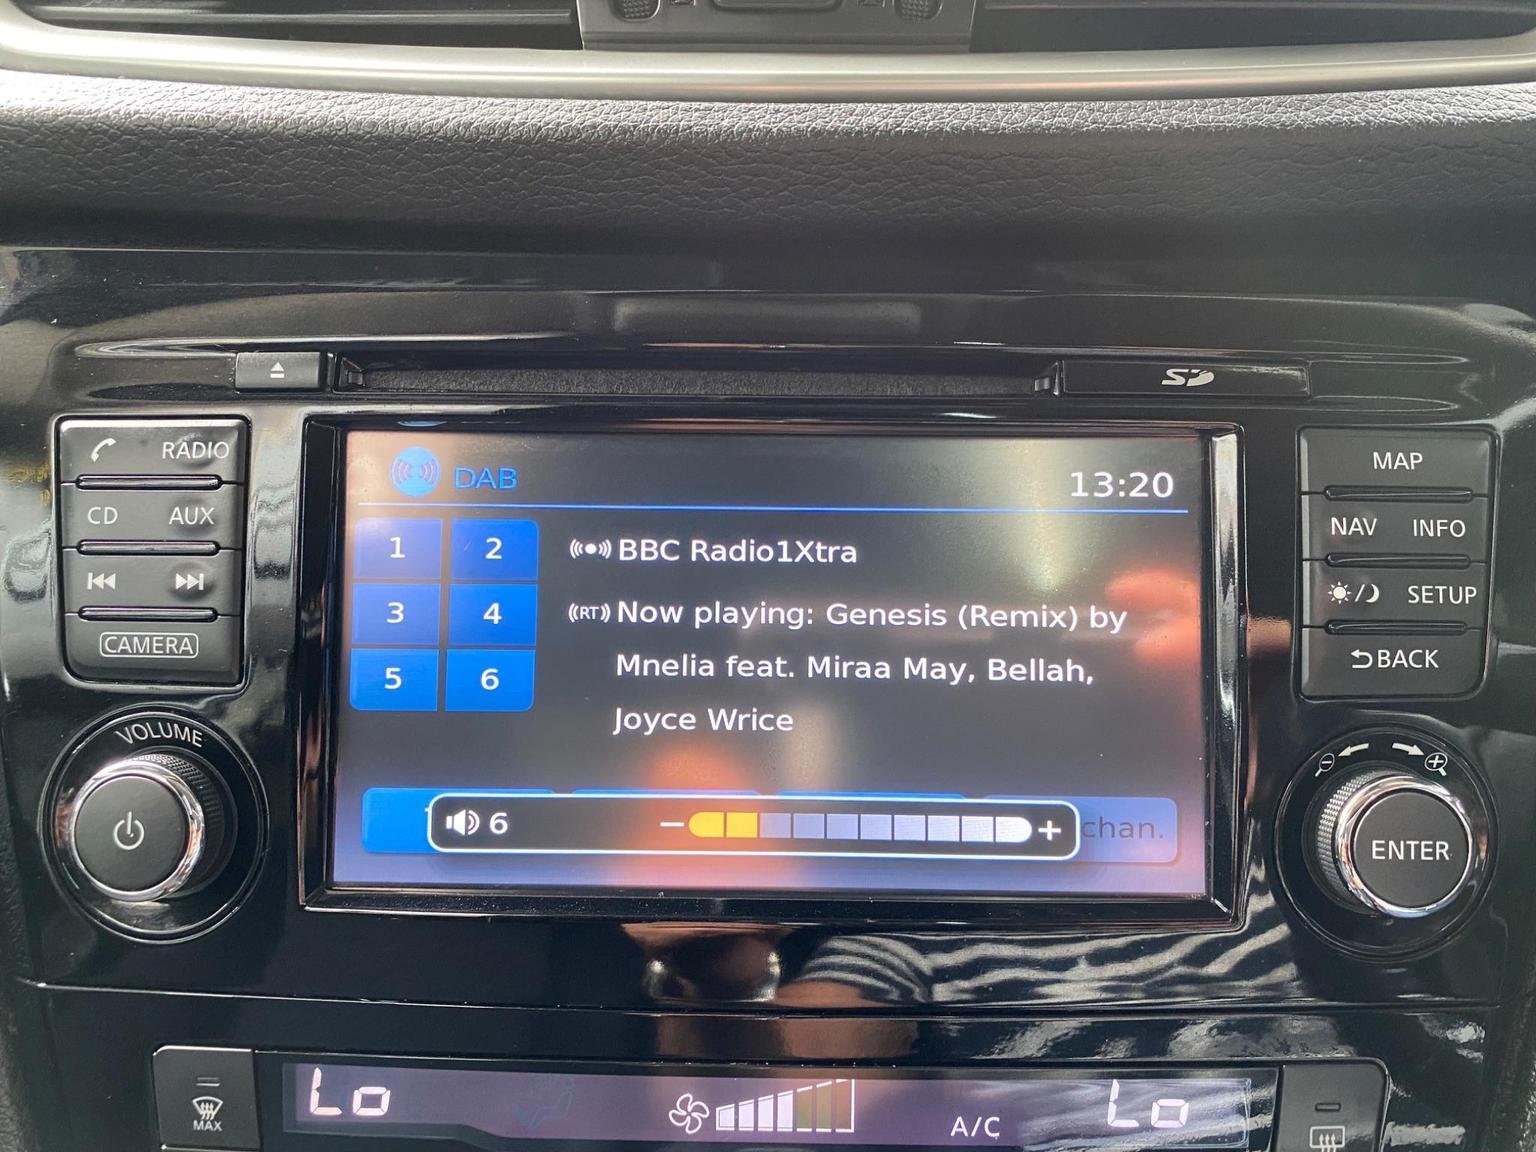 SD
RADIO
CD AUX
CAMERA
VOLUME
DAB
13:20
1 2
3 4
5 6
BBC Radio1Xtra
(RT) Now playing: Genesis (Remix) by
Mnelia feat. Miraa May, Bellah,
Joyce Wrice
6 − +
chan.
MAP
NAV INFO
SETUP
BACK
ENTER
MAX
Lo
A/C
Lo